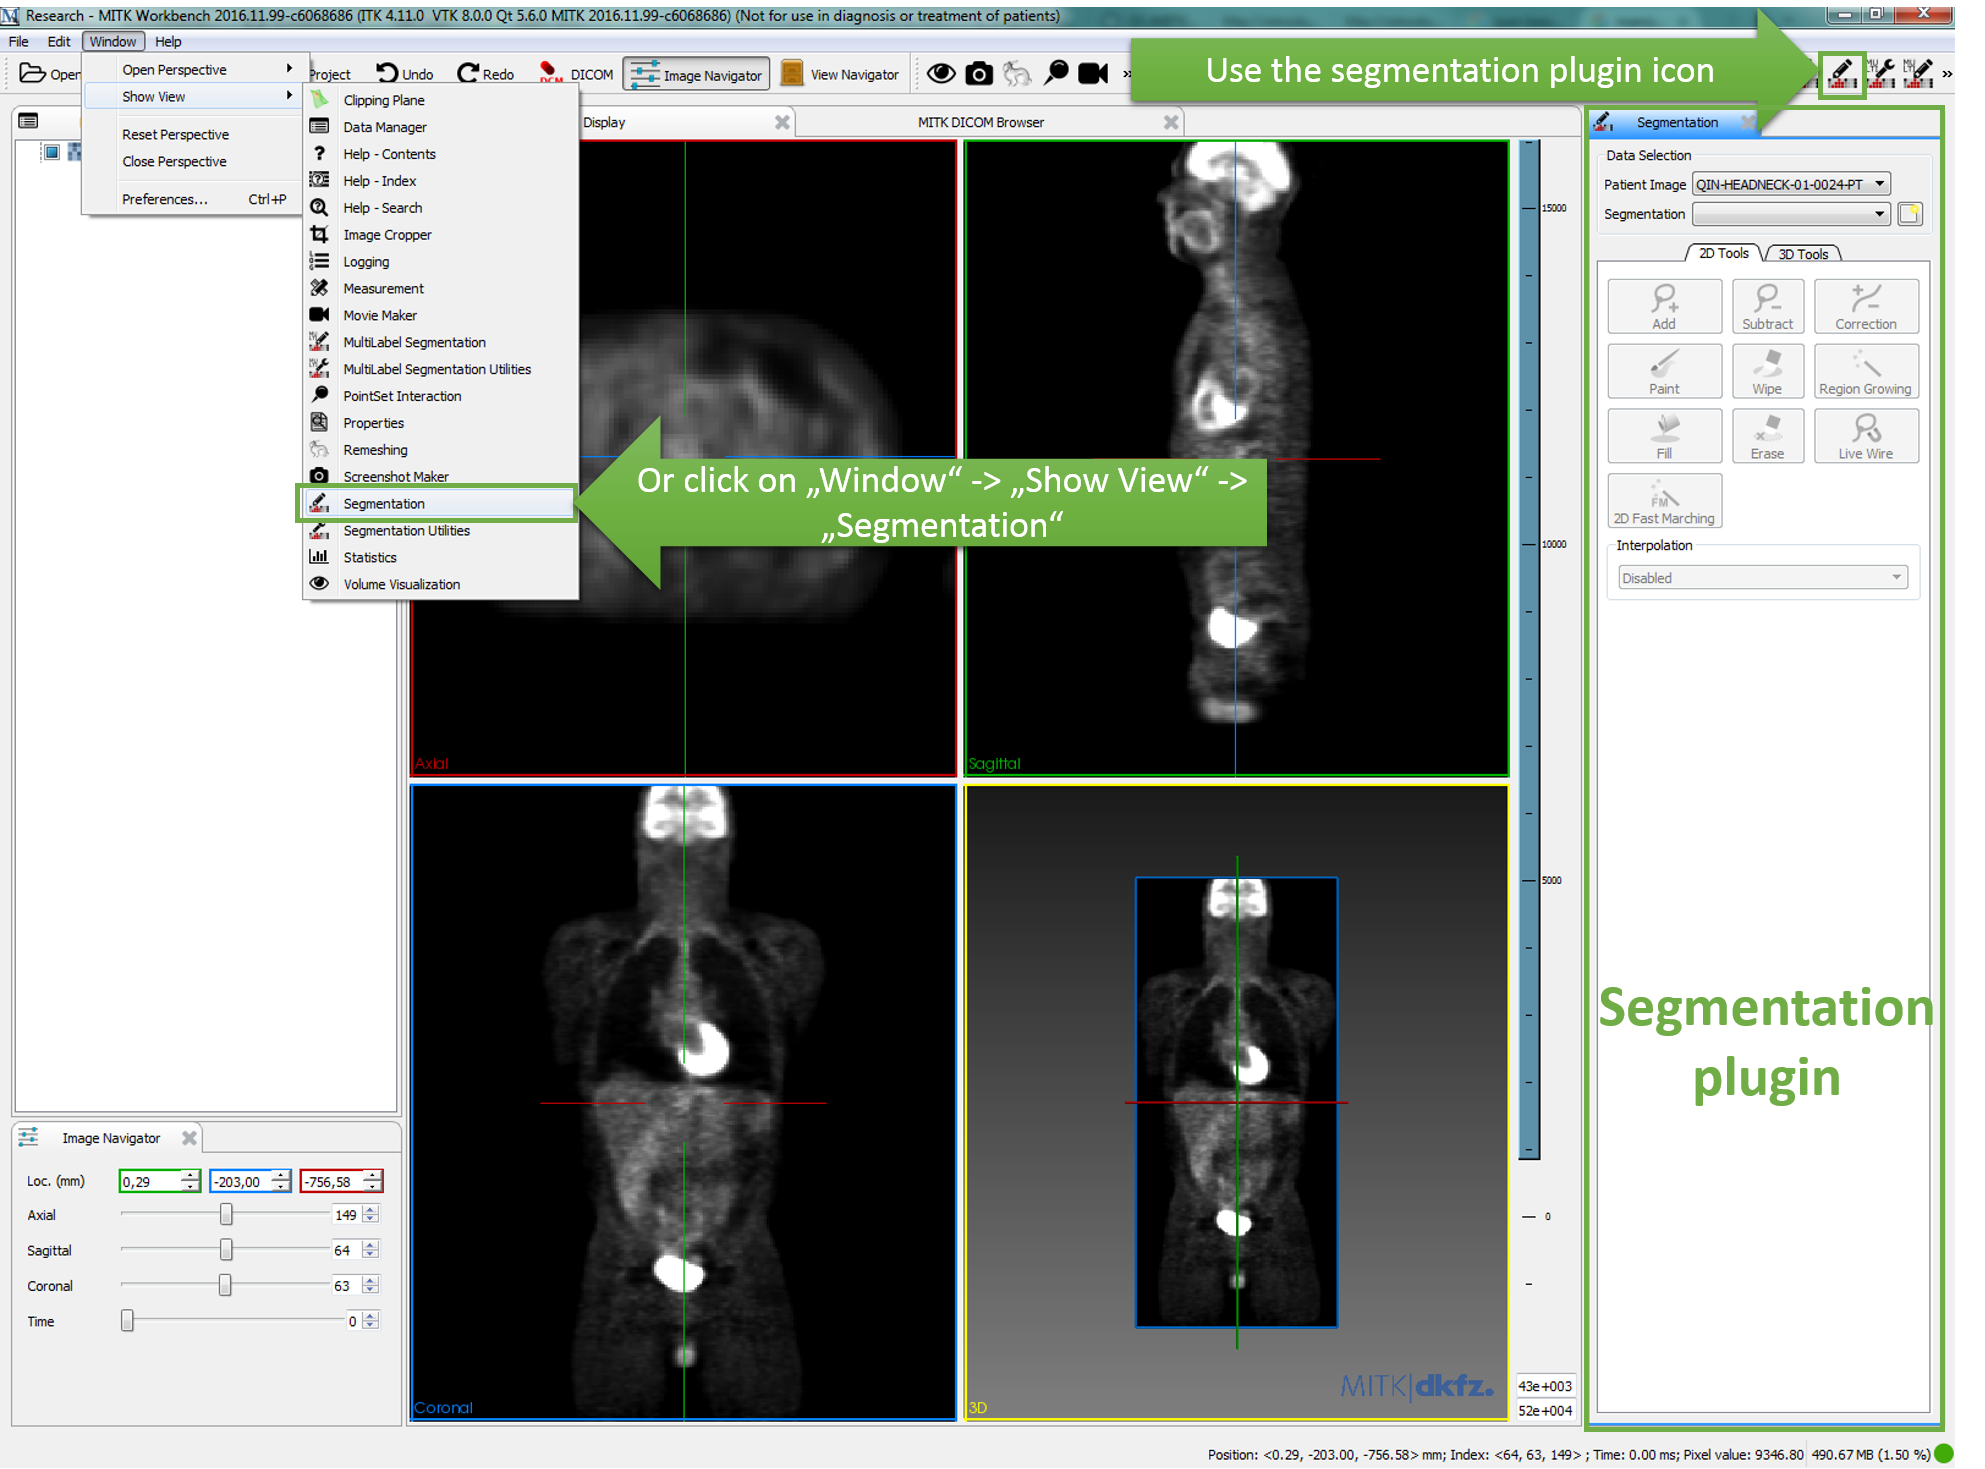 Research - MITK Workbench 2016.11.99-c6068686 (ITK 4.11.0  VTK 8.0.0 Qt 5.6.0 MITK 2016.11.99-c6068686) (Not for use in diagnosis or treatment of patients)
File Edit Window Help
Open Project Undo Redo DCM DICOM Image Navigator View Navigator »
Use the segmentation plugin icon
»
Open Perspective
Show View
Reset Perspective
Close Perspective
Preferences... Ctrl+P
Clipping Plane
Data Manager
Help - Contents
Help - Index
Help - Search
Image Cropper
Logging
Measurement
Movie Maker
MultiLabel Segmentation
MultiLabel Segmentation Utilities
PointSet Interaction
Properties
Remeshing
Screenshot Maker
Segmentation
Segmentation Utilities
Statistics
Volume Visualization
Display
MITK DICOM Browser
Or click on „Window“ -> „Show View“ ->
„Segmentation“
Axial
Sagittal
Coronal
3D
MITK|dkfz.
15000
10000
5000
0
43e+003
52e+004
Segmentation
Data Selection
Patient Image QIN-HEADNECK-01-0024-PT
Segmentation
2D Tools 3D Tools
Add Subtract Correction
Paint Wipe Region Growing
Fill Erase Live Wire
FM
2D Fast Marching
Interpolation
Disabled
Segmentation
plugin
Image Navigator
Loc. (mm) 0,29 -203,00 -756,58
Axial 149
Sagittal 64
Coronal 63
Time 0
Position: <0.29, -203.00, -756.58> mm; Index: <64, 63, 149> ; Time: 0.00 ms; Pixel value: 9346.80 490.67 MB (1.50 %)